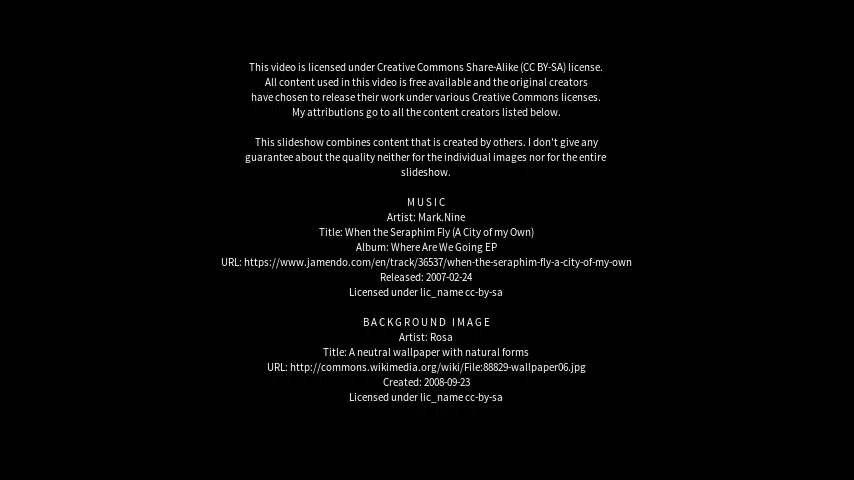 This video is licensed under Creative Commons Share-Alike (CC BY-SA) license.
All content used in this video is free available and the original creators
have chosen to release their work under various Creative Commons licenses.
My attributions go to all the content creators listed below.
This slideshow combines content that is created by others. I don't give any
guarantee about the quality neither for the individual images nor for the entire
slideshow.
MUSIC
Artist: Mark.Nine
Title: When the Seraphim Fly (A City of my Own)
Album: Where Are We Going EP
URL: https://www.jamendo.com/en/track/36537/when-the-seraphim-fly-a-city-of-my-own
Released: 2007-02-24
Licensed under lic_name cc-by-sa
BACKGROUND IMAGE
Artist: Rosa
Title: A neutral wallpaper with natural forms
URL: http://commons.wikimedia.org/wiki/File:88829-wallpaper06.jpg
Created: 2008-09-23
Licensed under lic_name cc-by-sa